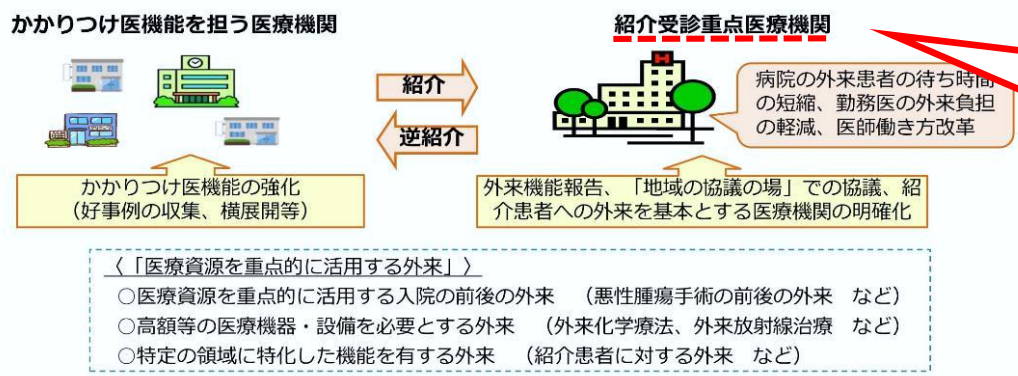 かかりつけ医機能を担う医療機関
紹介受診重点医療機関
紹介
逆紹介
H
病院の外来患者の待ち時間
の短縮、勤務医の外来負担
の軽減、医師働き方改革
かかりつけ医機能の強化
（好事例の収集、横展開等）
外来機能報告、「地域の協議の場」での協議、紹
介患者への外来を基本とする医療機関の明確化
〈「医療資源を重点的に活用する外来」〉
○医療資源を重点的に活用する入院の前後の外来　（悪性腫瘍手術の前後の外来　など）
○高額等の医療機器・設備を必要とする外来　（外来化学療法、外来放射線治療　など）
○特定の領域に特化した機能を有する外来　（紹介患者に対する外来　など）